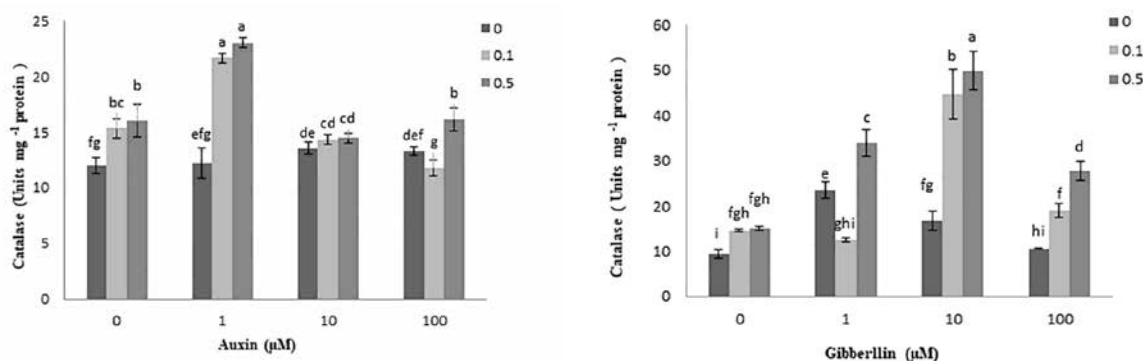 25
20
15
10
5
0
Catalase (Units mg -1 protein)
fg
bc
b
efg
a
a
de
cd
cd
def
g
b
0
1
10
100
Auxin (µM)
0
0.1
0.5
60
50
40
30
20
10
0
Catalase ( Units mg -1 protein)
i
fgh
fgh
e
ghi
c
fg
b
a
hi
f
d
0
1
10
100
Gibberllin (µM)
0
0.1
0.5